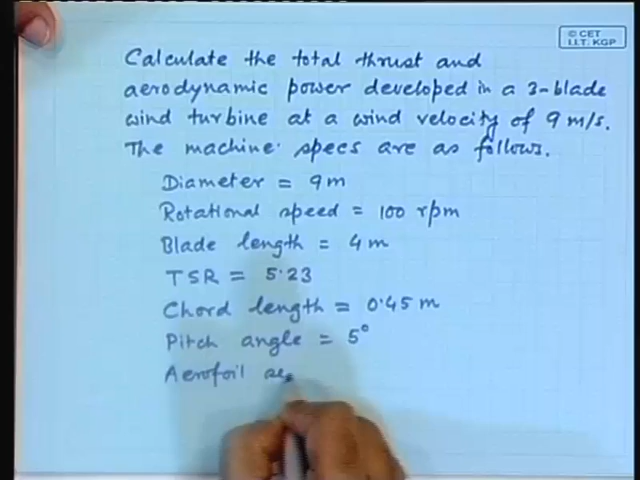 © CET
I.I.T. KGP
Calculate the total thrust and
aerodynamic power developed in a 3-blade
wind turbine at a wind velocity of 9 m/s.
The machine specs are as follows.
Diameter = 9m
Rotational speed = 100 rpm
Blade length = 4 m
TSR = 5.23
Chord length = 0.45 m
Pitch angle = 5°
Aerofoil